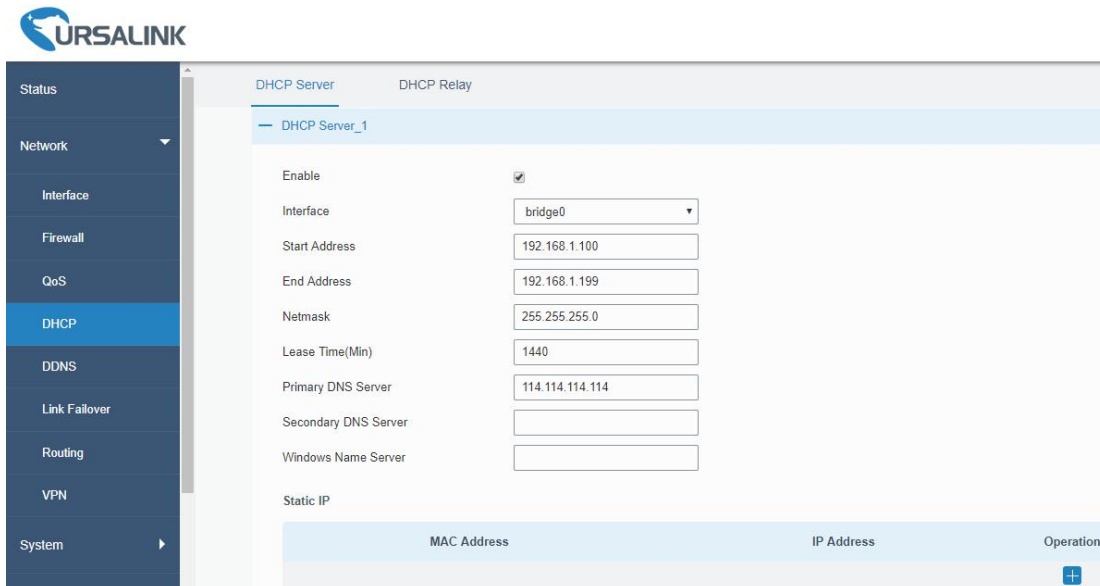 URSALINK
Status
DHCP Server DHCP Relay
DHCP Server_1
Network
Enable
Interface
Interface bridge0
Firewall
Start Address 192.168.1.100
QoS
End Address 192.168.1.199
DHCP
Netmask 255.255.255.0
Lease Time(Min) 1440
DDNS
Primary DNS Server 114.114.114.114
Link Failover
Secondary DNS Server
Routing
Windows Name Server
VPN
Static IP
System
MAC Address IP Address Operation